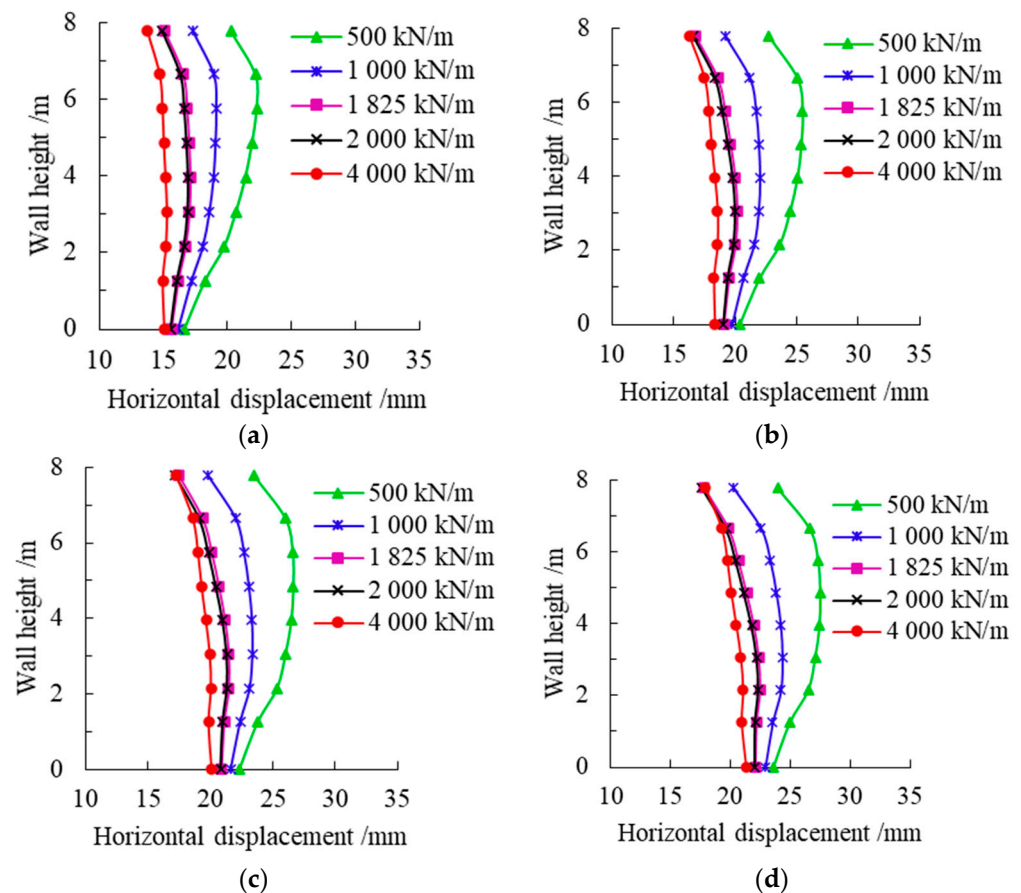 8
6
4
2
0
Wall height /m
10 15 20 25 30 35
Horizontal displacement /mm
500 kN/m
1 000 kN/m
1 825 kN/m
2 000 kN/m
4 000 kN/m
(a)
8
6
4
2
0
Wall height /m
10 15 20 25 30 35
Horizontal displacement /mm
500 kN/m
1 000 kN/m
1 825 kN/m
2 000 kN/m
4 000 kN/m
(b)
8
6
4
2
0
Wall height /m
10 15 20 25 30 35
Horizontal displacement /mm
500 kN/m
1 000 kN/m
1 825 kN/m
2 000 kN/m
4 000 kN/m
(c)
8
6
4
2
0
Wall height /m
10 15 20 25 30 35
Horizontal displacement /mm
500 kN/m
1 000 kN/m
1 825 kN/m
2 000 kN/m
4 000 kN/m
(d)